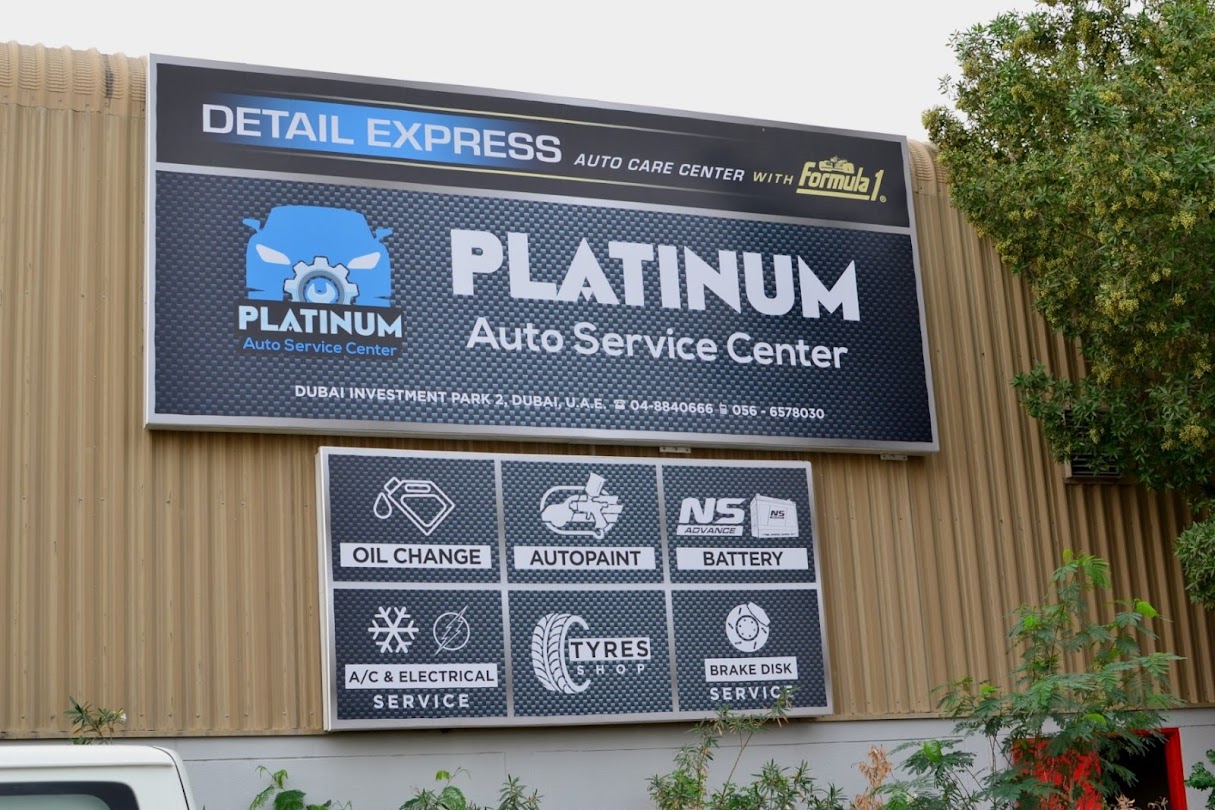 DETAIL EXPRESS AUTO CARE CENTER WITH Formula 1®
PLATINUM
Auto Service Center
PLATINUM
Auto Service Center
DUBAI INVESTMENT PARK 2, DUBAI, U.A.E. ☎ 04-8840666 📱 056 - 6578030
OIL CHANGE
AUTOPAINT
NS
ADVANCE
NS
BATTERY
A/C & ELECTRICAL
SERVICE
TYRES
SHOP
BRAKE DISK
SERVICE